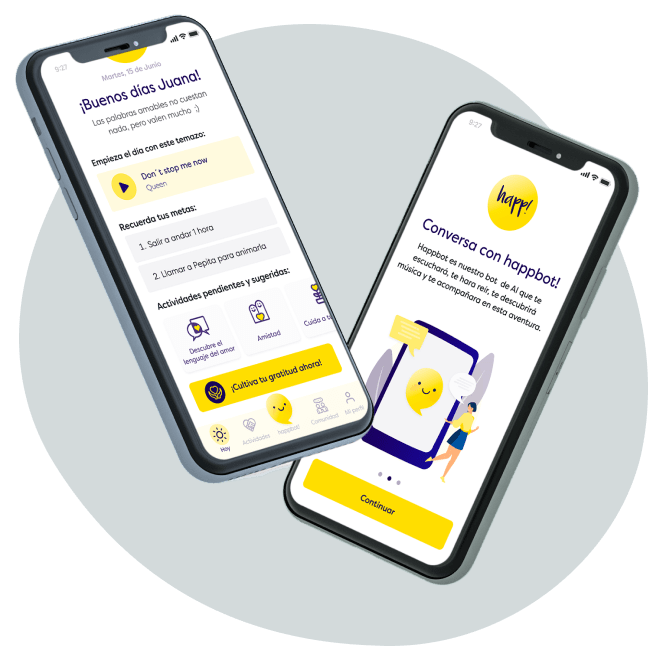 9:27
Martes, 15 de Junio
¡Buenos días Juana!
Las palabras amables no cuestan
nada, pero valen mucho :)
Empieza el día con este temazo:
Don´t stop me now
Queen
Recuerda tus metas:
1. Salir a andar 1 hora
2. Llamar a Pepita para animarla
Actividades pendientes y sugeridas:
Descubre el
lenguaje del amor
Amistad
Cuida a tu
¡Cultiva tu gratitud ahora!
Hoy
Actividades
happbot
Comunidad
Mi perfil
9:27
happ!
Conversa con happbot!
Happbot es nuestro bot de AI que te
escuchará, te hara reír, te descubrirá
música y te acompañara en esta aventura.
Continuar